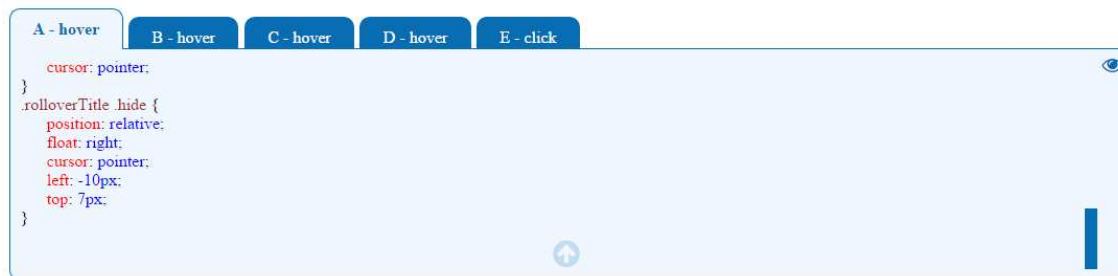 A - hover
B - hover
C - hover
D - hover
E - click
cursor: pointer;
}
.rolloverTitle .hide {
position: relative;
float: right;
cursor: pointer;
left: -10px;
top: 7px;
}